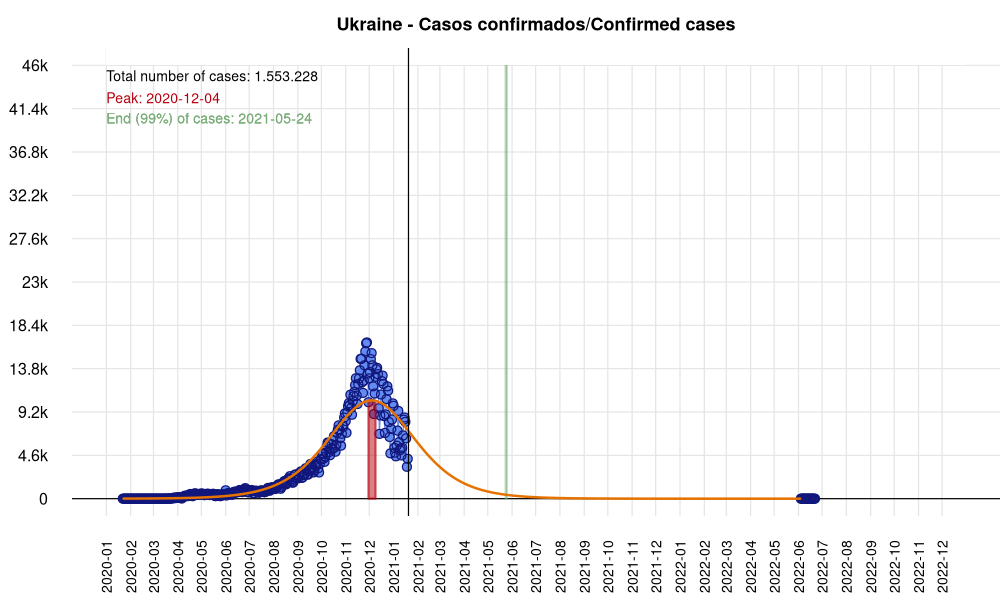 Ukraine - Casos confirmados/Confirmed cases
Total number of cases: 1.553.228
Peak: 2020-12-04
End (99%) of cases: 2021-05-24
46k
41.4k
36.8k
32.2k
27.6k
23k
18.4k
13.8k
9.2k
4.6k
0
2020-01
2020-02
2020-03
2020-04
2020-05
2020-06
2020-07
2020-08
2020-09
2020-10
2020-11
2020-12
2021-01
2021-02
2021-03
2021-04
2021-05
2021-06
2021-07
2021-08
2021-09
2021-10
2021-11
2021-12
2022-01
2022-02
2022-03
2022-04
2022-05
2022-06
2022-07
2022-08
2022-09
2022-10
2022-11
2022-12